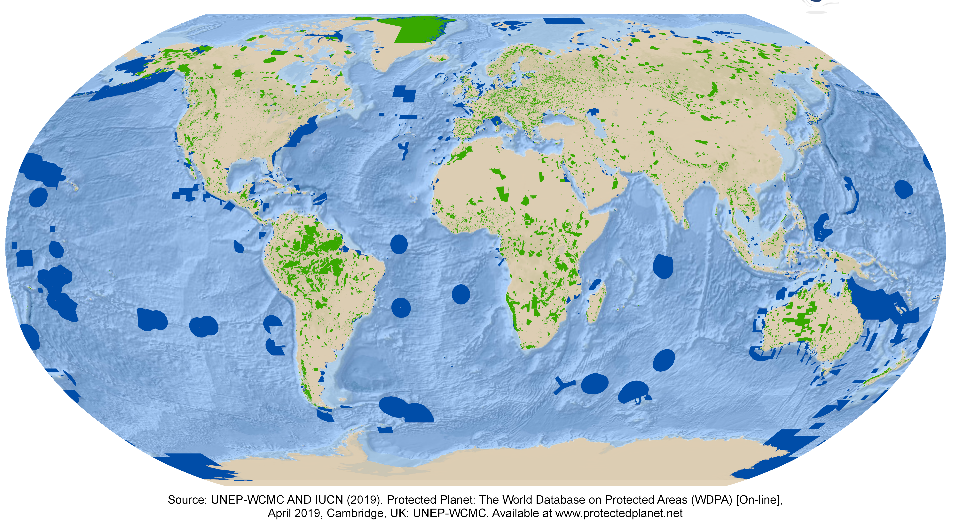 Source: UNEP-WCMC AND IUCN (2019). Protected Planet: The World Database on Protected Areas (WDPA) [On-line],
April 2019, Cambridge, UK: UNEP-WCMC. Available at www.protectedplanet.net